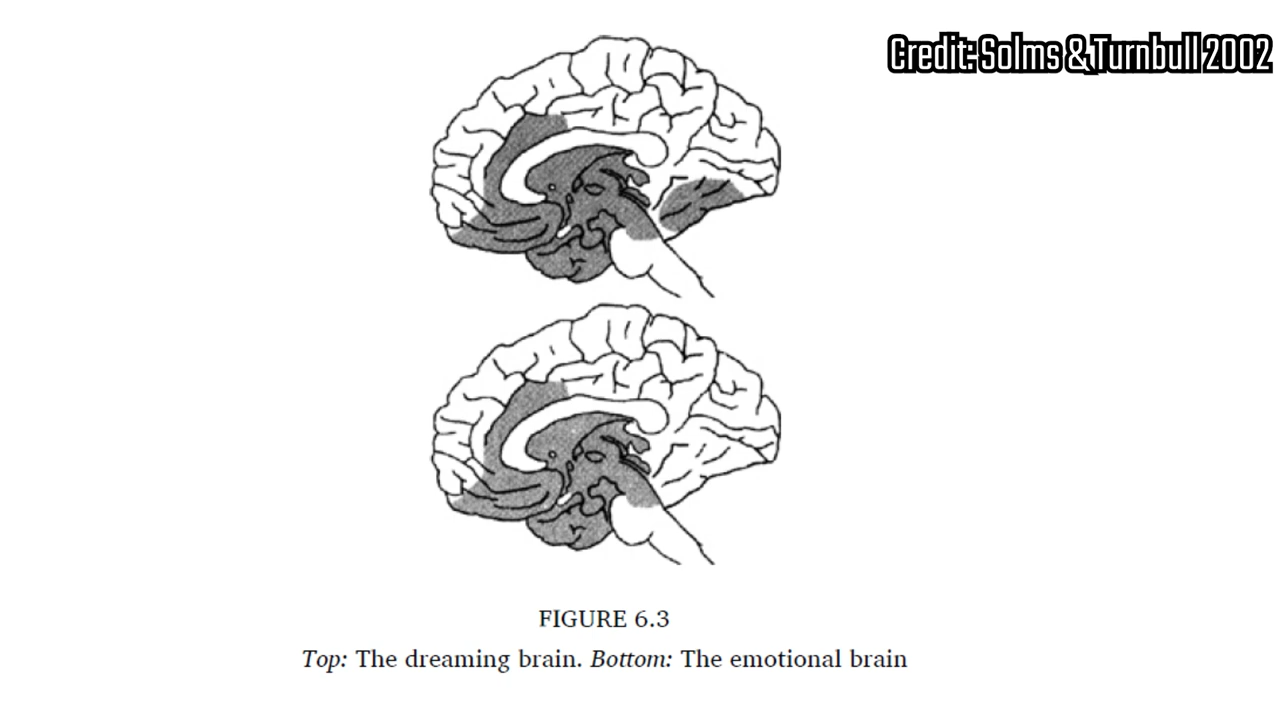 Credit: Solms & Turnbull 2002
FIGURE 6.3
Top: The dreaming brain. Bottom: The emotional brain